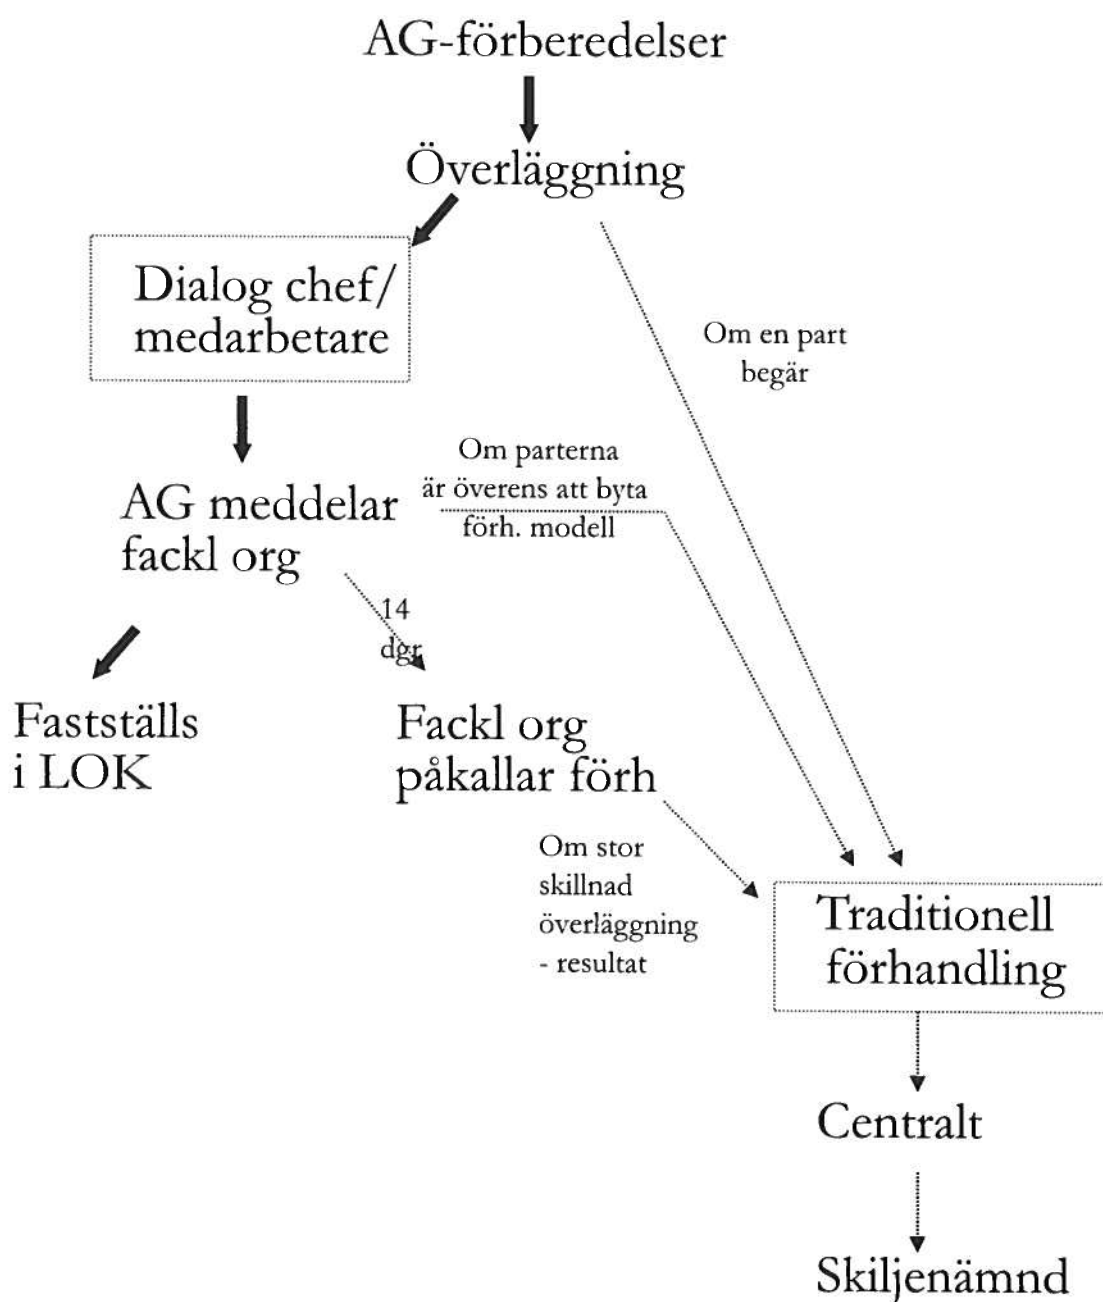 AG-förberedelser
Överläggning
Dialog chef/
medarbetare
Om en part
begär
Om parterna
är överens att byta
förh. modell
AG meddelar
fackl org
14
dgr
Fastställs
i LOK
Fackl org
påkallar förh
Om stor
skillnad
överläggning
- resultat
Traditionell
förhandling
Centralt
Skiljenämnd